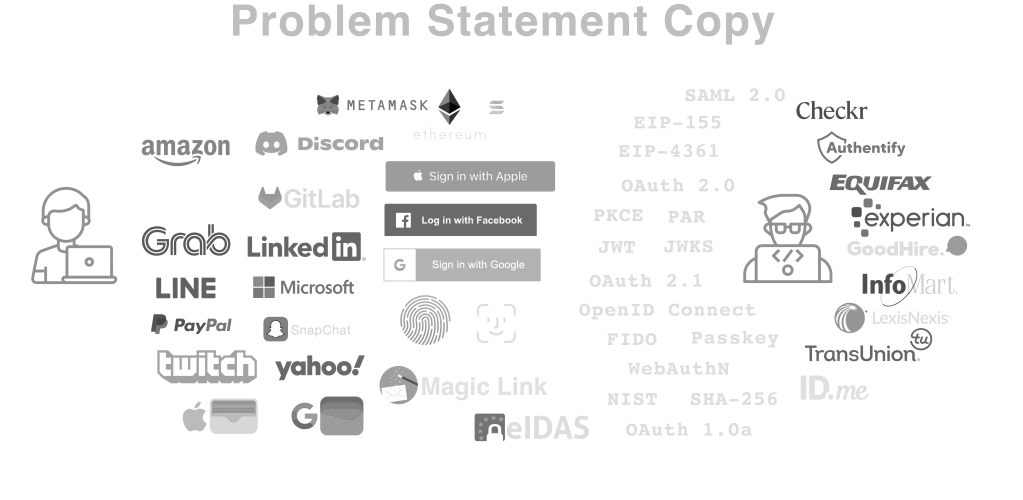 Problem Statement Copy
METAMASK
ethereum
amazon
Discord
GitLab
Grab
LinkedIn
LINE
Microsoft
PayPal
SnapChat
twitch
yahoo!
G
Sign in with Apple
Log in with Facebook
G Sign in with Google
Magic Link
eIDAS
SAML 2.0
EIP-155
EIP-4361
OAuth 2.0
PKCE PAR
JWT JWKS
OAuth 2.1
OpenID Connect
FIDO Passkey
WebAuthN
NIST SHA-256
OAuth 1.0a
Checkr
Authentify
EQUIFAX
experian.
GoodHire.
InfoMart.
LexisNexis
TransUnion. tu
ID.me